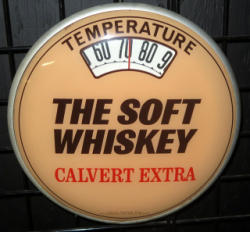 TEMPERATURE
60 70 80 9
THE SOFT
WHISKEY
CALVERT EXTRA